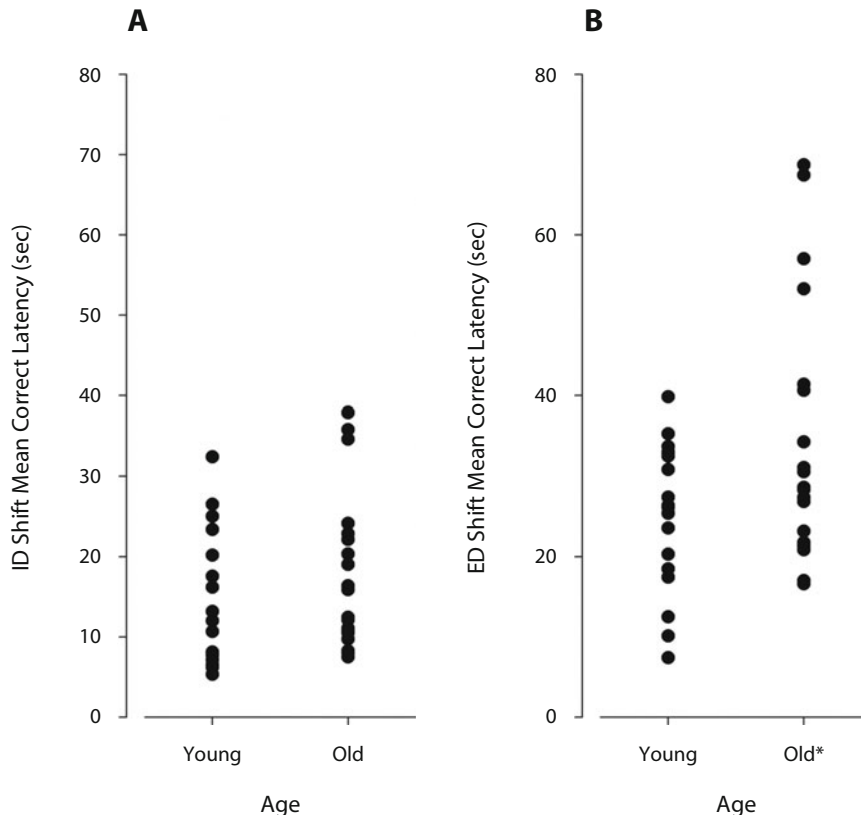 A
ID Shift Mean Correct Latency (sec)
80
70
60
50
40
30
20
10
0
Young Old
Age
B
ED Shift Mean Correct Latency (sec)
80
60
40
20
0
Young Old*
Age